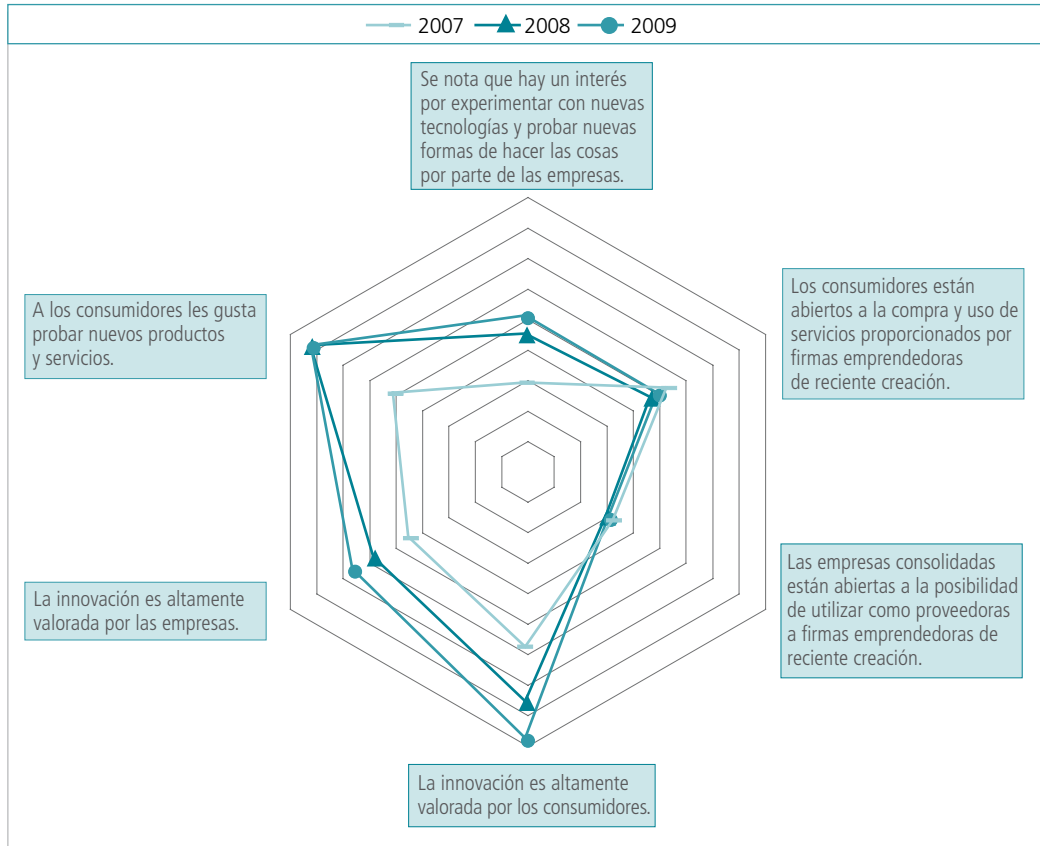 2007 2008 2009
Se nota que hay un interés
por experimentar con nuevas
tecnologías y probar nuevas
formas de hacer las cosas
por parte de las empresas.
Los consumidores están
abiertos a la compra y uso de
servicios proporcionados por
firmas emprendedoras
de reciente creación.
A los consumidores les gusta
probar nuevos productos
y servicios.
Las empresas consolidadas
están abiertas a la posibilidad
de utilizar como proveedoras
a firmas emprendedoras de
reciente creación.
La innovación es altamente
valorada por las empresas.
La innovación es altamente
valorada por los consumidores.